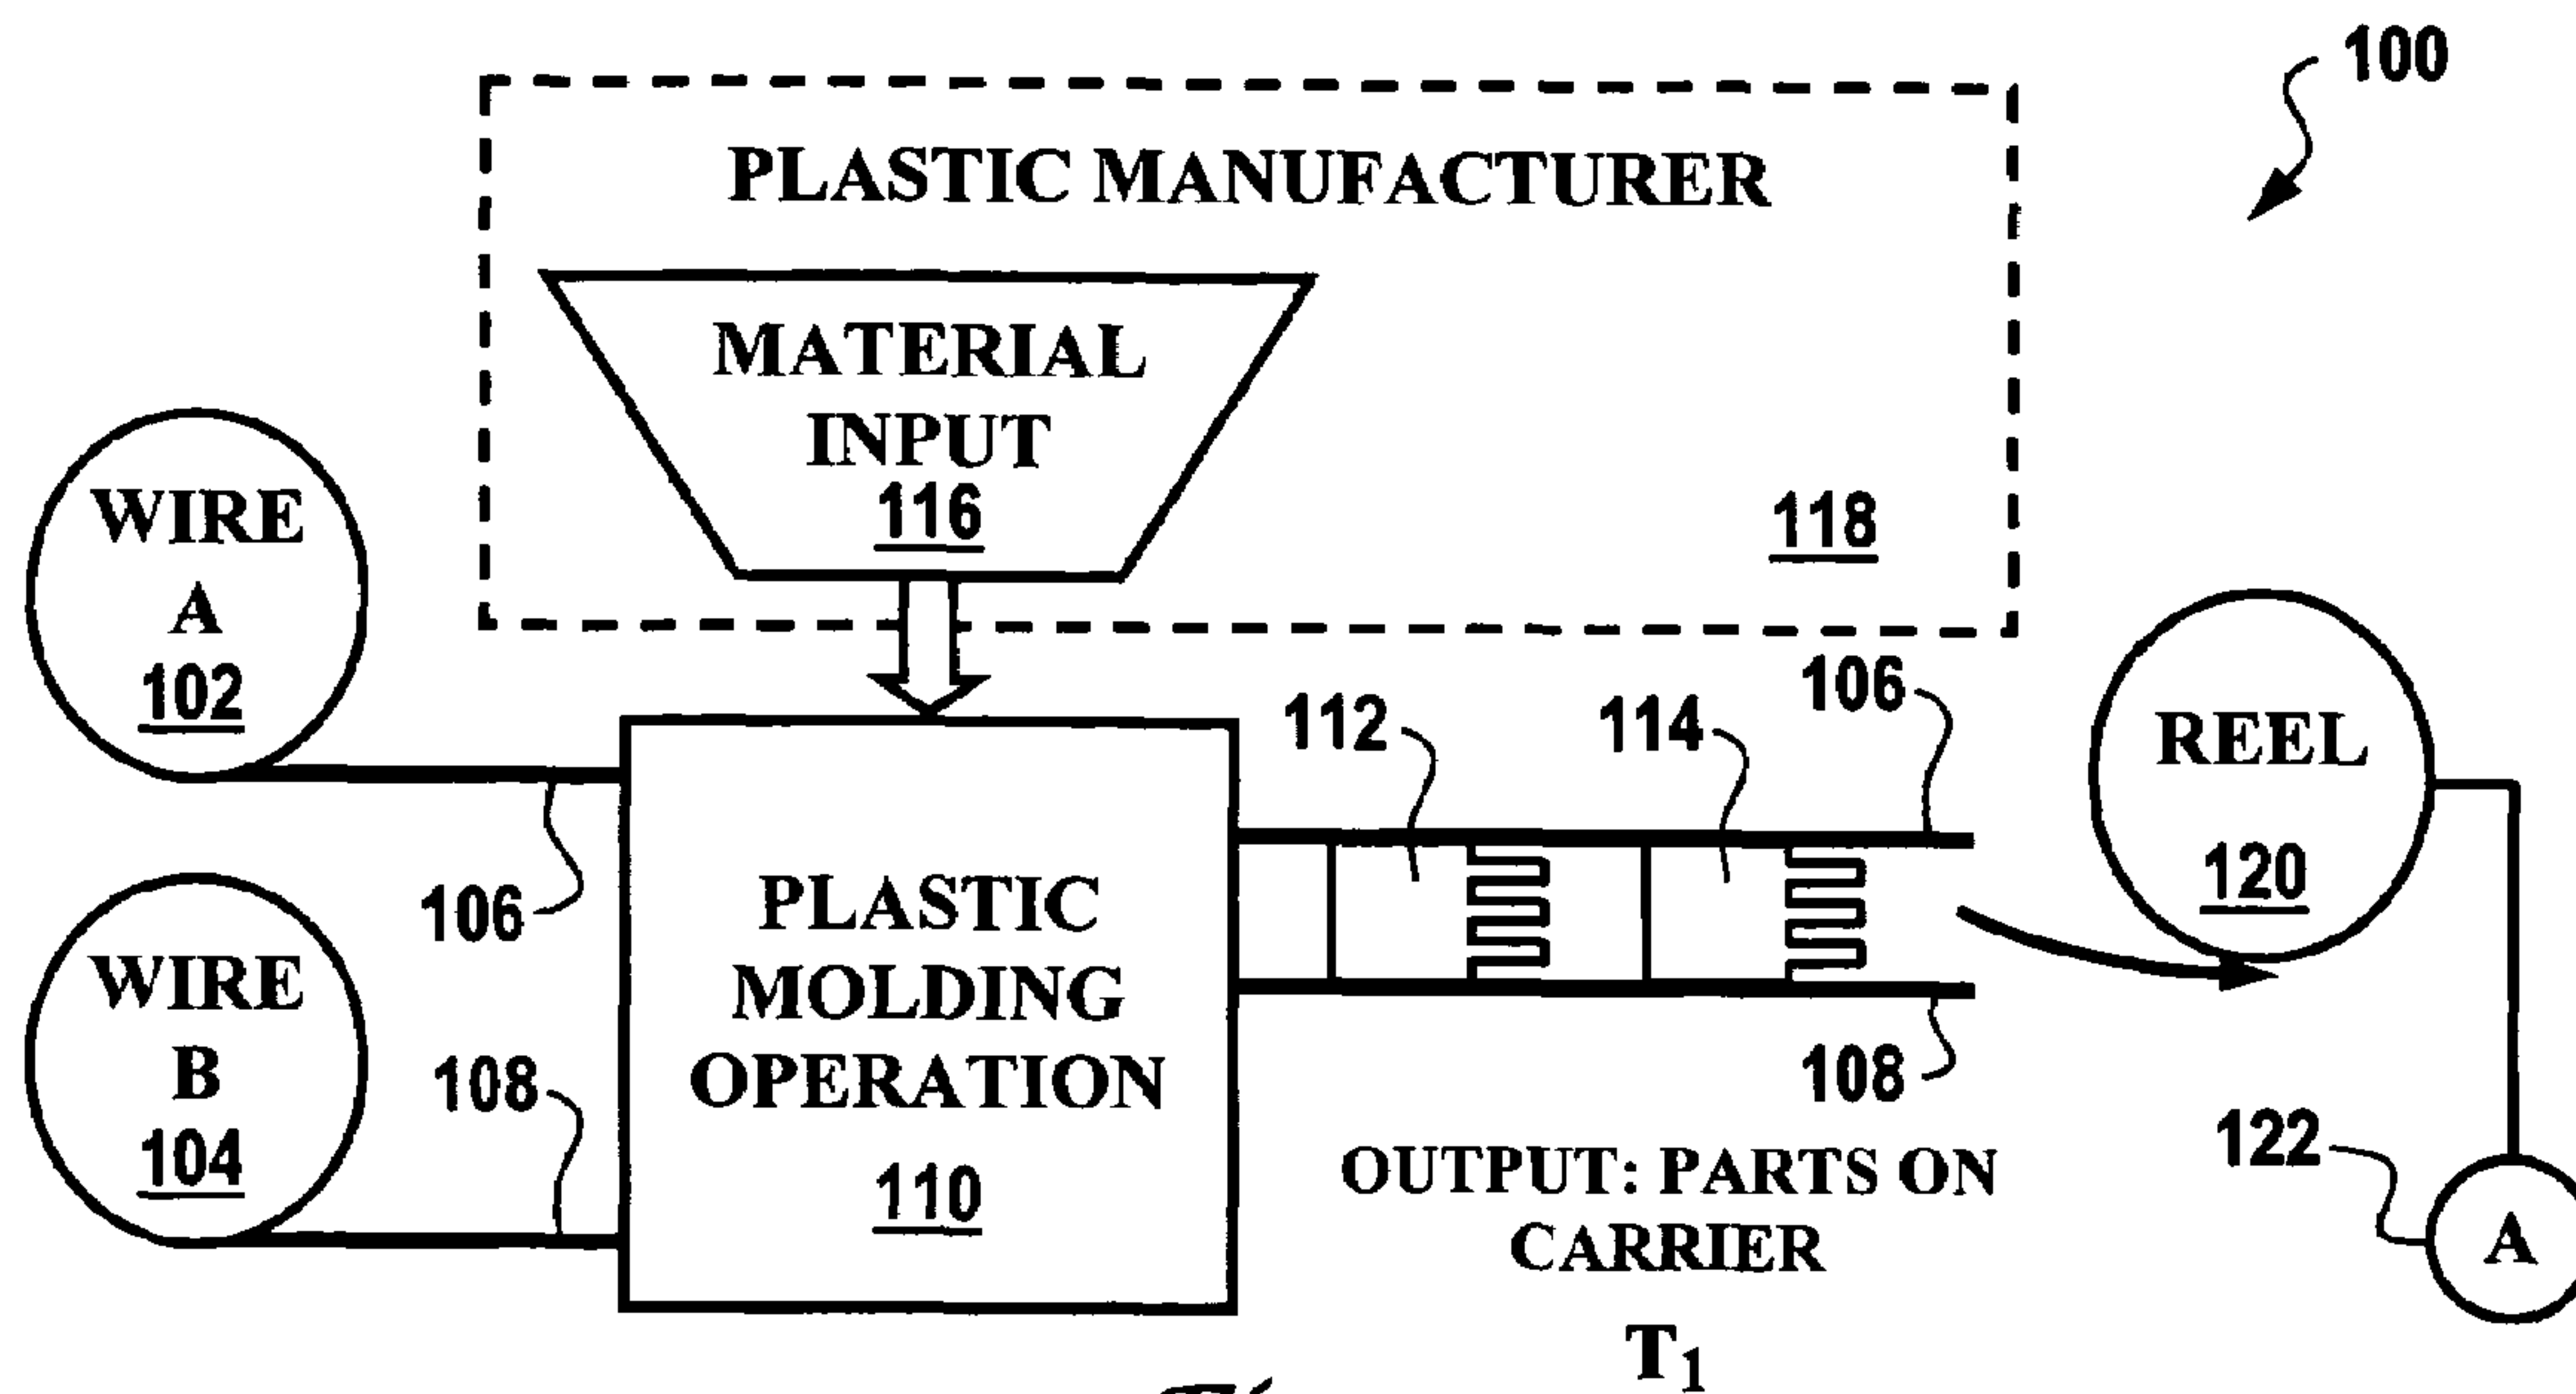 100
PLASTIC MANUFACTURER
MATERIAL
INPUT
116
118
WIRE
A
102
106
WIRE
B
104
108
PLASTIC
MOLDING
OPERATION
110
112
114
106
108
REEL
120
122
A
OUTPUT: PARTS ON
CARRIER
T1